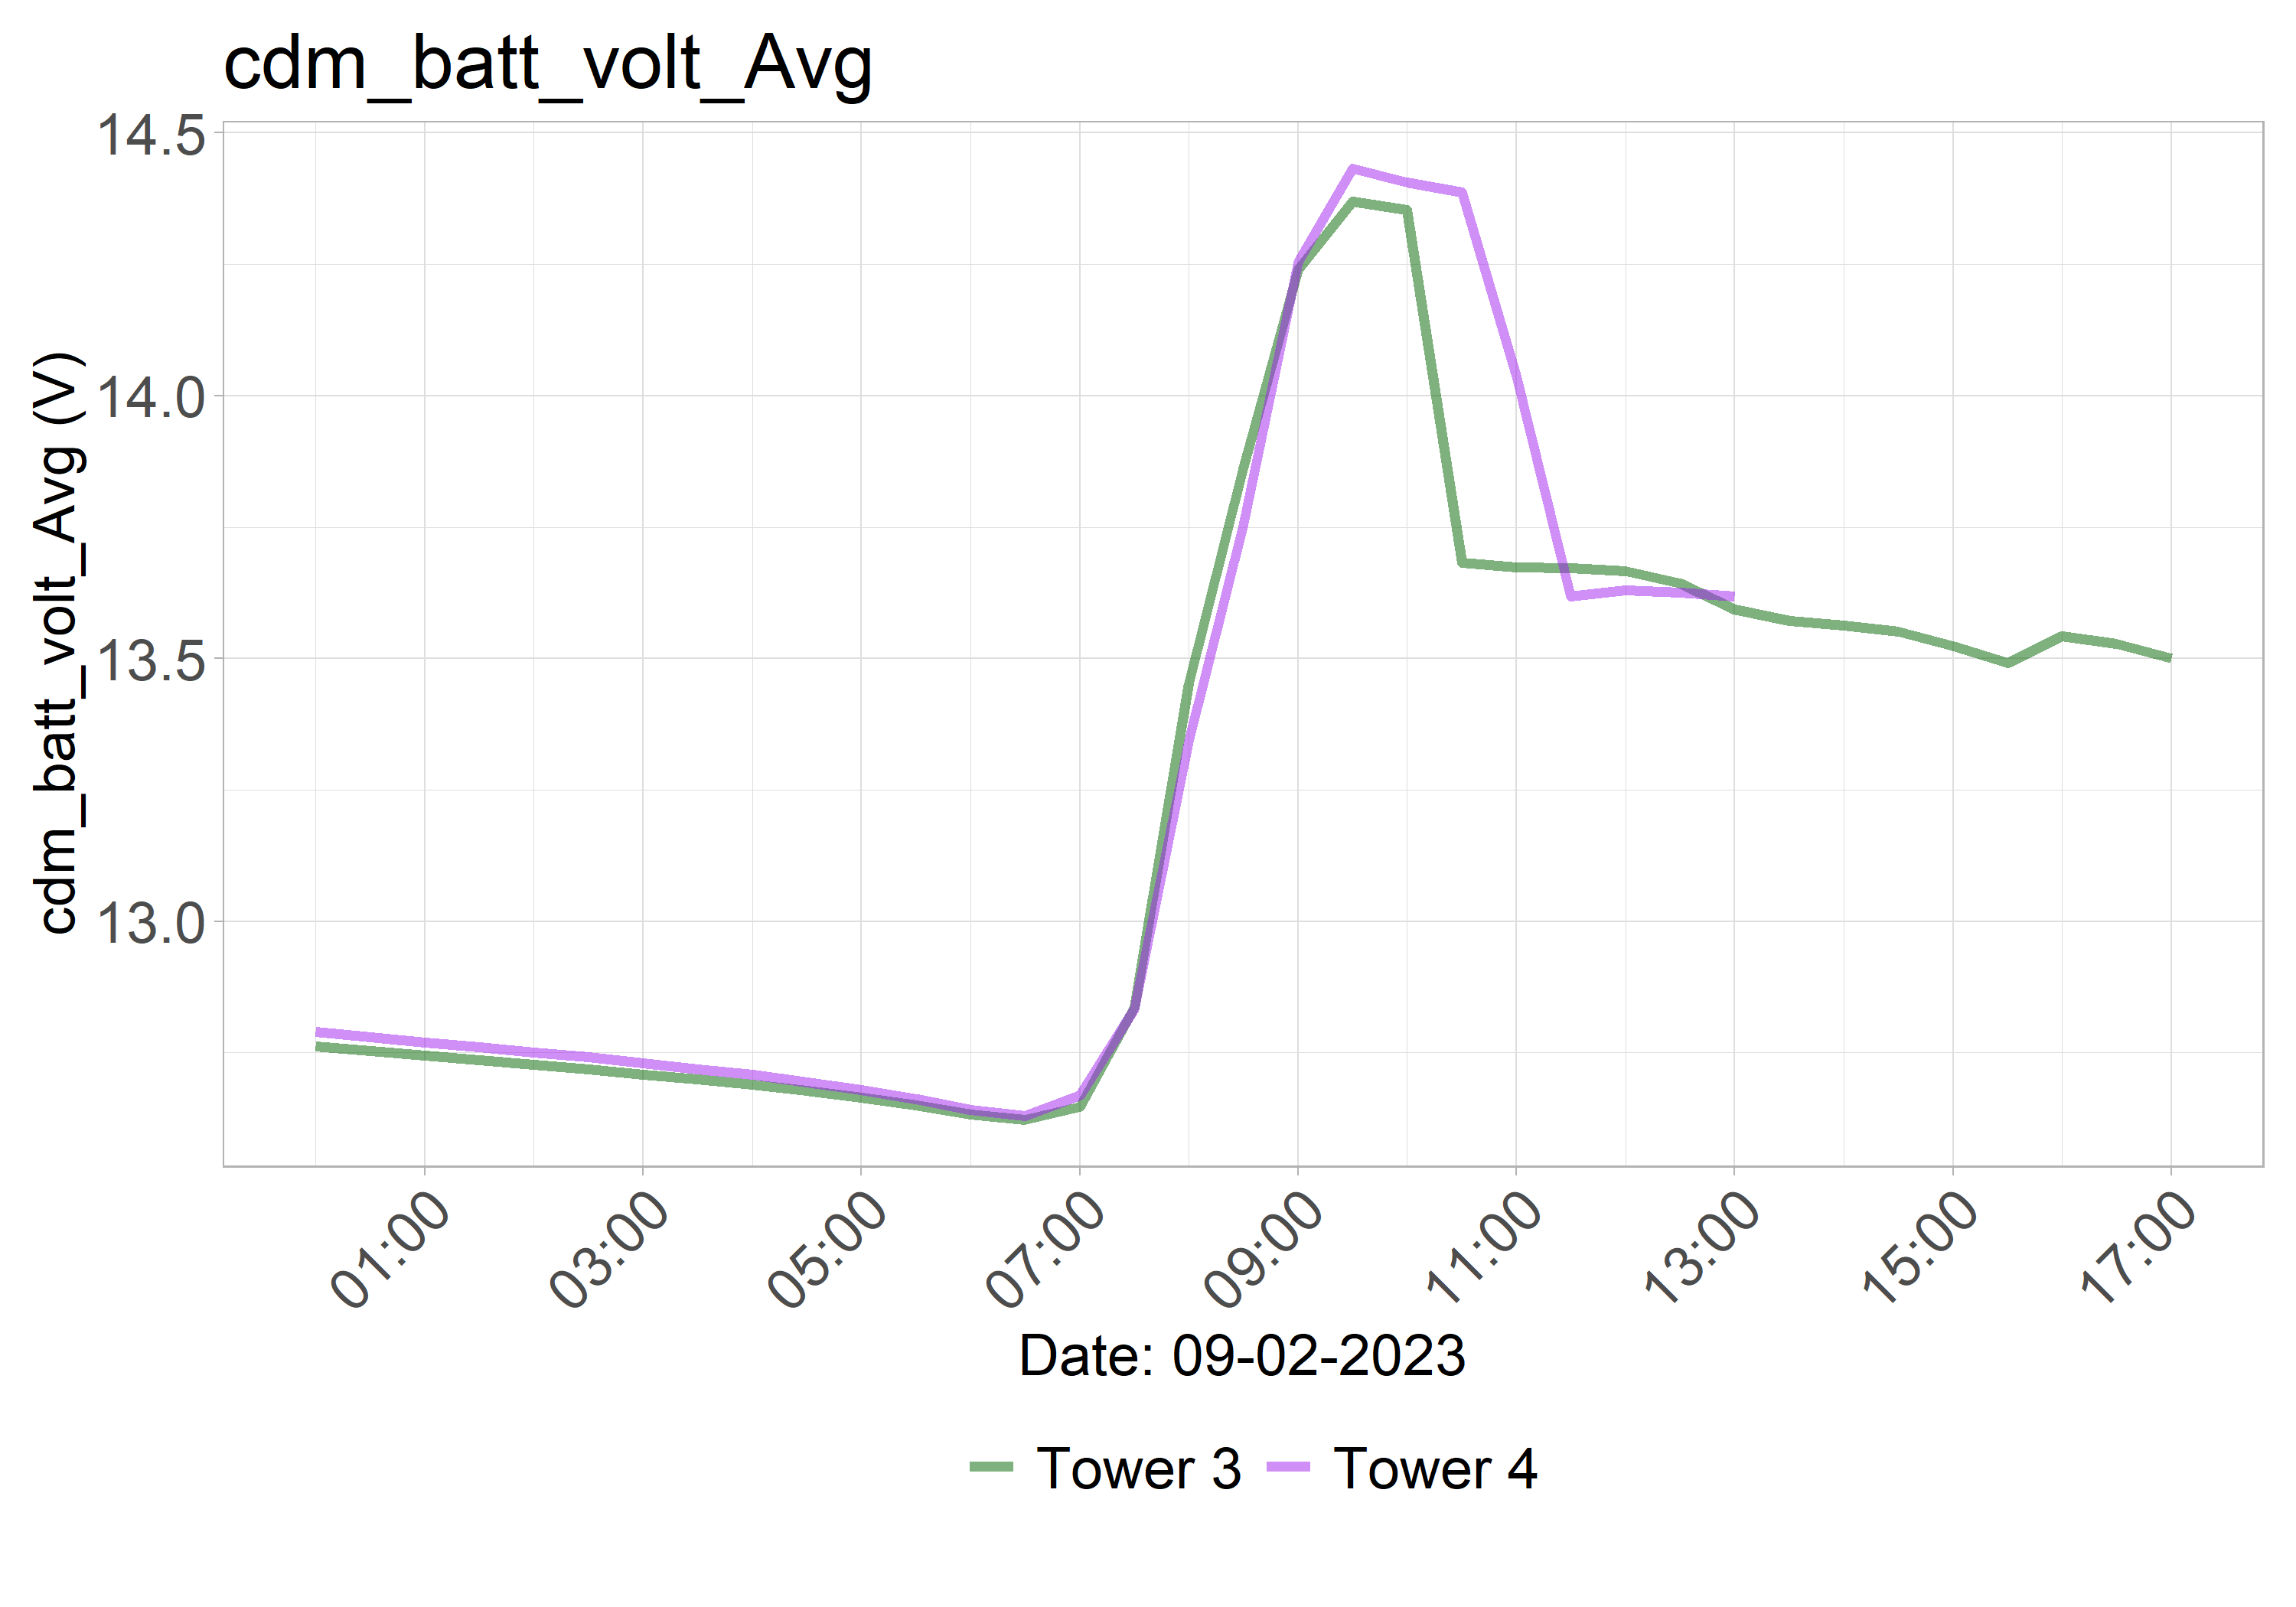 cdm_batt_volt_Avg
cdm_batt_volt_Avg (V)
14.5
14.0
13.5
13.0
01:00
03:00
05:00
07:00
09:00
11:00
13:00
15:00
17:00
Date: 09-02-2023
Tower 3
Tower 4